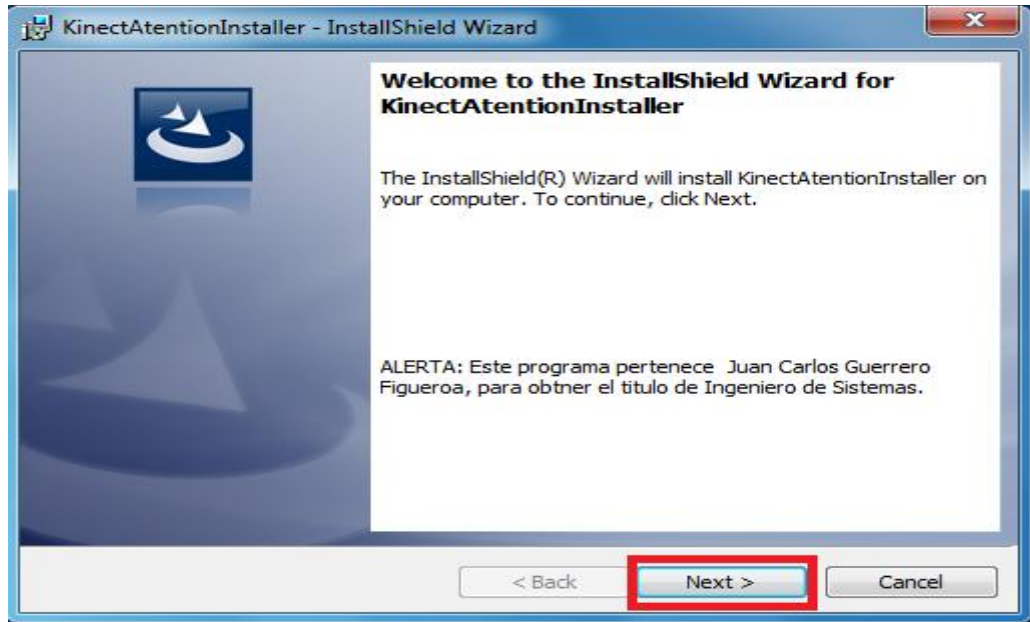 KinectAtentionInstaller - InstallShield Wizard
Welcome to the InstallShield Wizard for
KinectAtentionInstaller
The InstallShield(R) Wizard will install KinectAtentionInstaller on
your computer. To continue, click Next.
ALERTA: Este programa pertenece  Juan Carlos Guerrero
Figueroa, para obtner el titulo de Ingeniero de Sistemas.
< Back Next > Cancel